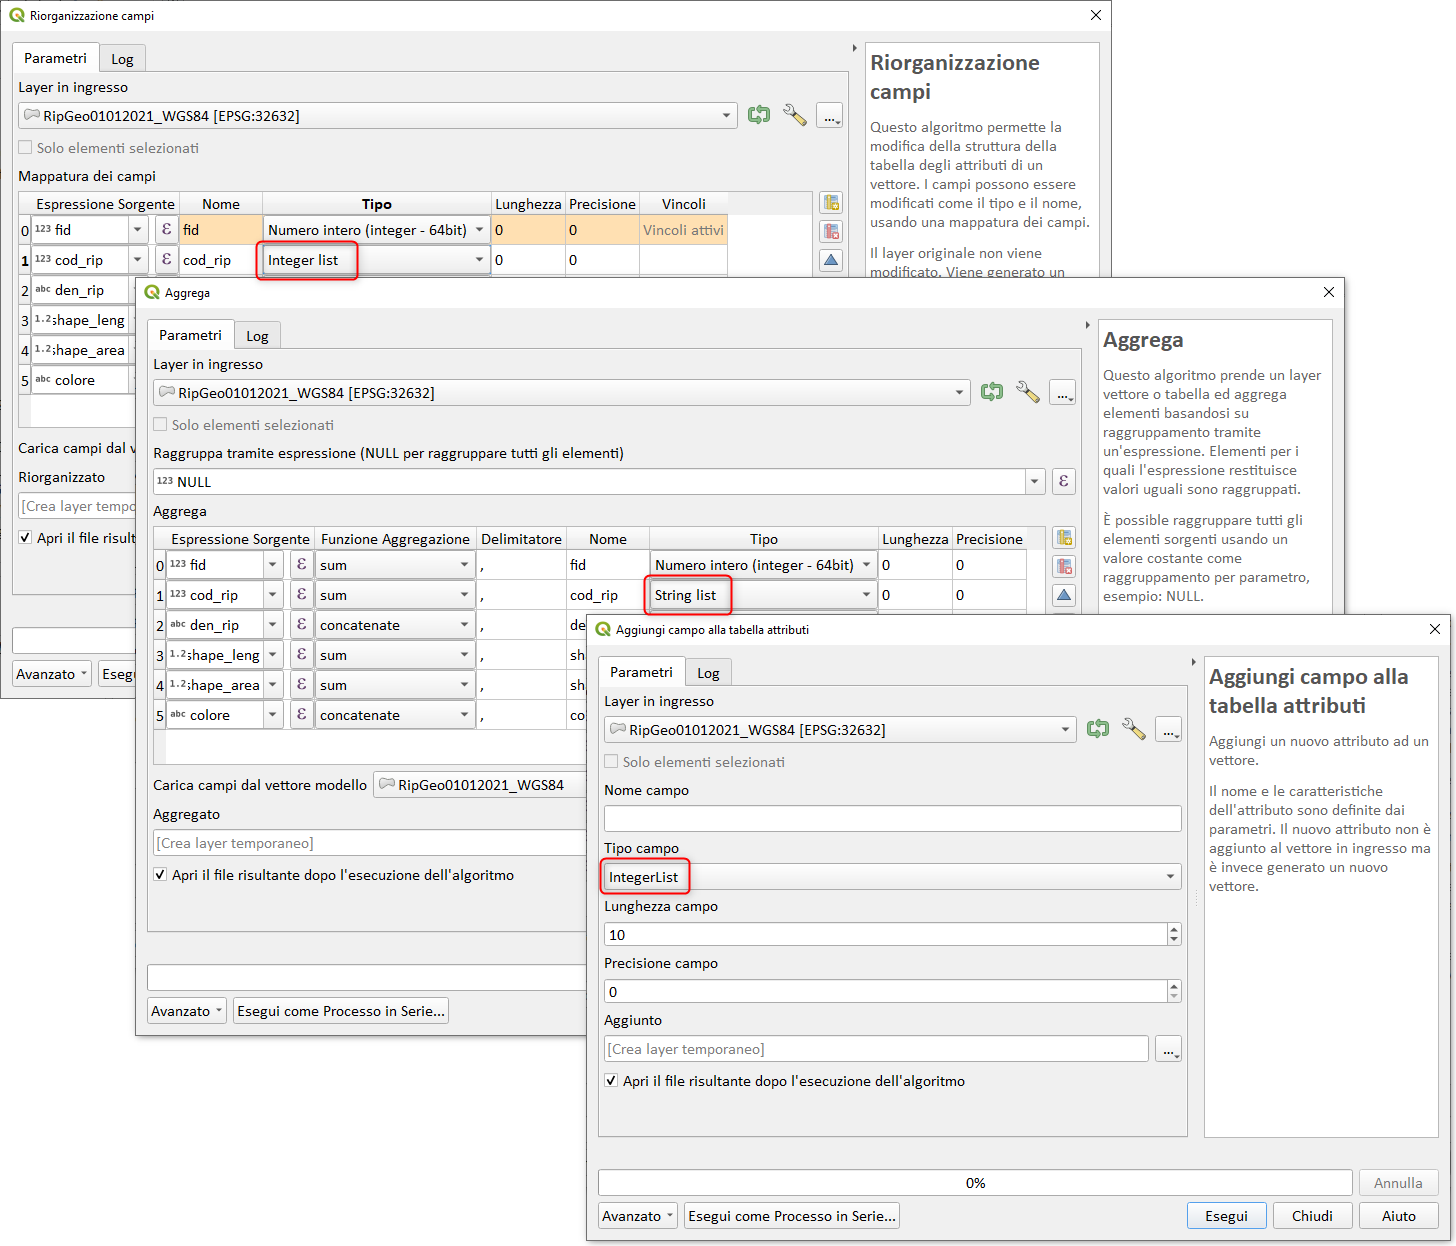 Riorganizzazione campi
Parametri
Log
Layer in ingresso
RipGeo01012021_WGS84 [EPSG:32632]
...
Solo elementi selezionati
Mappatura dei campi
Espressione Sorgente Nome Tipo Lunghezza Precisione Vincoli
0 123 fid ε fid Numero intero (integer - 64bit) 0 0 Vincoli attivi
1 123 cod_rip ε cod_rip Integer list 0 0
2 abc den_rip
3 1.2 shape_leng
4 1.2 shape_area
5 abc colore
Carica campi dal v
Riorganizzato
[Crea layer tempo
Apri il file risult
Avanzato
Eseg
Riorganizzazione
campi
Questo algoritmo permette la
modifica della struttura della
tabella degli attributi di un
vettore. I campi possono essere
modificati come il tipo e il nome,
usando una mappatura dei campi.
Il layer originale non viene
modificato. Viene generato un
Aggrega
Parametri
Log
Layer in ingresso
RipGeo01012021_WGS84 [EPSG:32632]
...
Solo elementi selezionati
Raggruppa tramite espressione (NULL per raggruppare tutti gli elementi)
123 NULL ε
Aggrega
Espressione Sorgente Funzione Aggregazione Delimitatore Nome Tipo Lunghezza Precisione
0 123 fid ε sum , fid Numero intero (integer - 64bit) 0 0
1 123 cod_rip ε sum , cod_rip String list 0 0
2 abc den_rip ε concatenate , de
3 1.2 shape_leng ε sum , sh
4 1.2 shape_area ε sum , sh
5 abc colore ε concatenate , co
Carica campi dal vettore modello RipGeo01012021_WGS84
Aggregato
[Crea layer temporaneo]
Apri il file risultante dopo l'esecuzione dell'algoritmo
Avanzato
Esegui come Processo in Serie...
Aggrega
Questo algoritmo prende un layer
vettore o tabella ed aggrega
elementi basandosi su
raggruppamento tramite
un'espressione. Elementi per i
quali l'espressione restituisce
valori uguali sono raggruppati.
È possible raggruppare tutti gli
elementi sorgenti usando un
valore costante come
raggruppamento per parametro,
esempio: NULL.
Aggiungi campo alla tabella attributi
Parametri
Log
Layer in ingresso
RipGeo01012021_WGS84 [EPSG:32632]
...
Solo elementi selezionati
Nome campo
Tipo campo
IntegerList
Lunghezza campo
10
Precisione campo
0
Aggiunto
[Crea layer temporaneo]
...
Apri il file risultante dopo l'esecuzione dell'algoritmo
Aggiungi campo alla
tabella attributi
Aggiungi un nuovo attributo ad un
vettore.
Il nome e le caratteristiche
dell'attributo sono definite dai
parametri. Il nuovo attributo non è
aggiunto al vettore in ingresso ma
è invece generato un nuovo
vettore.
0%
Annulla
Avanzato
Esegui come Processo in Serie...
Esegui
Chiudi
Aiuto